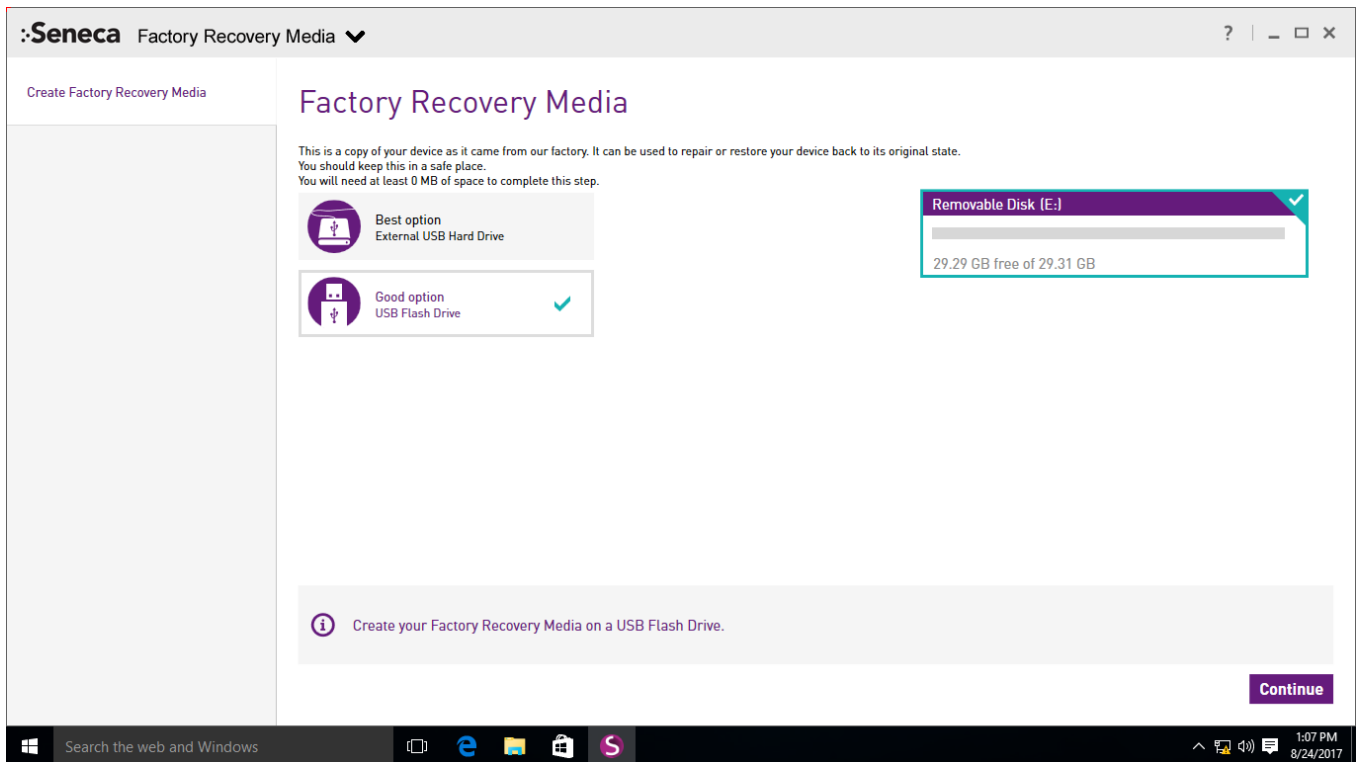 :·Seneca Factory Recovery Media
?
Create Factory Recovery Media
Factory Recovery Media
This is a copy of your device as it came from our factory. It can be used to repair or restore your device back to its original state.
You should keep this in a safe place.
You will need at least 0 MB of space to complete this step.
Best option
External USB Hard Drive
Good option
USB Flash Drive
Removable Disk (E:)
29.29 GB free of 29.31 GB
Create your Factory Recovery Media on a USB Flash Drive.
Continue
Search the web and Windows
1:07 PM
8/24/2017